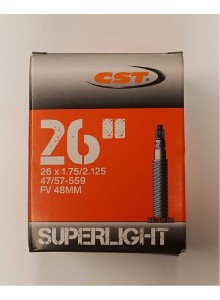 CST
26"
26 x 1.75/2.125
47/57-559
FV 48MM
SUPERLIGHT